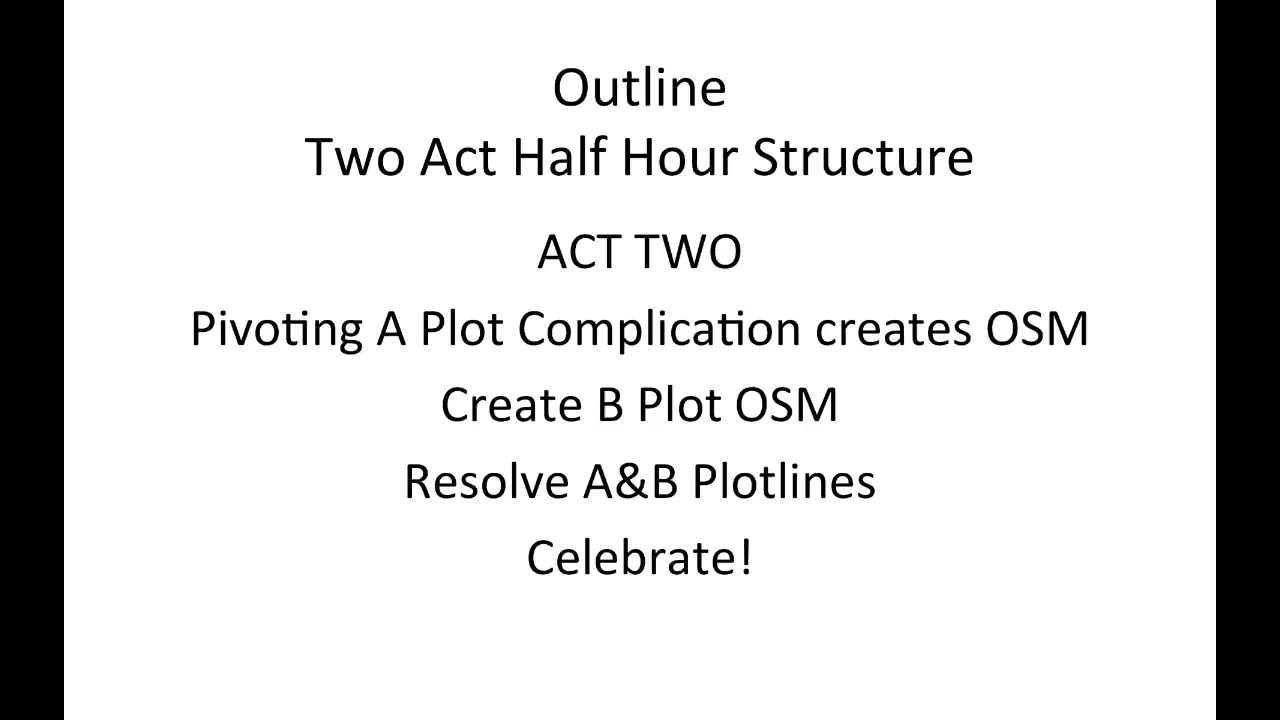 Outline
Two Act Half Hour Structure
ACT TWO
Pivoting A Plot Complication creates OSM
Create B Plot OSM
Resolve A&B Plotlines
Celebrate!